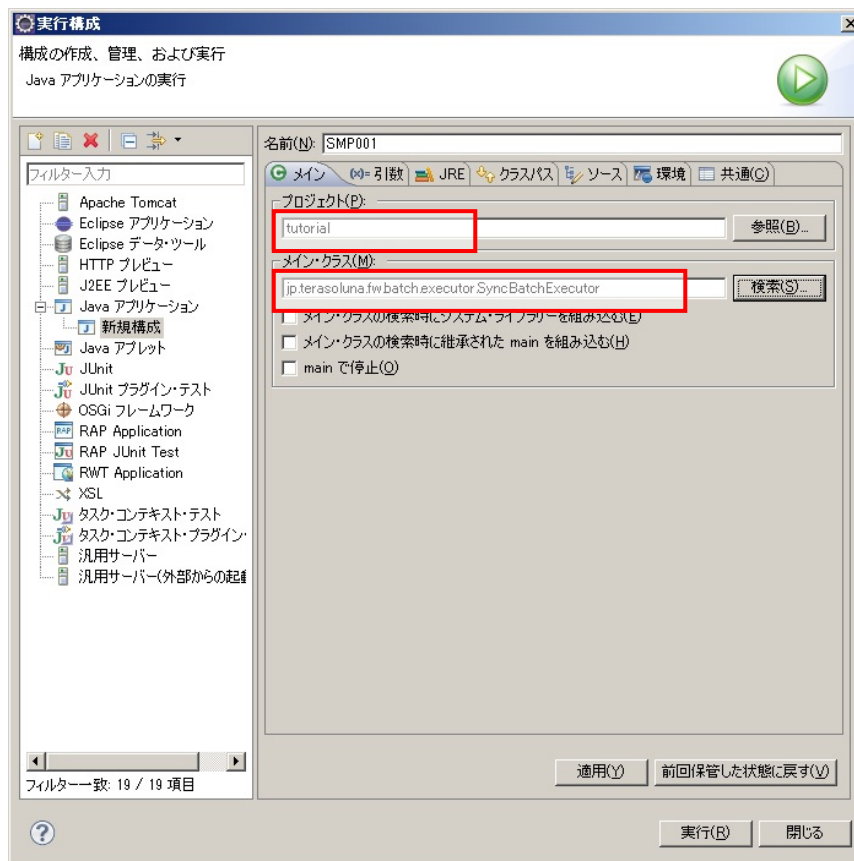 実行構成
構成の作成、管理、および実行
Java アプリケーションの実行
名前(N): SMP001
フィルター入力
メイン (x)= 引数 JRE クラスパス ソース 環境 共通(C)
Apache Tomcat
Eclipse アプリケーション
Eclipse データ・ツール
HTTP プレビュー
J2EE プレビュー
Java アプリケーション
新規構成
Java アプレット
JUnit
JUnit プラグイン・テスト
OSGi フレームワーク
RAP Application
RAP JUnit Test
RWT Application
XSL
タスク・コンテキスト・テスト
タスク・コンテキスト・プラグイン・
汎用サーバー
汎用サーバー(外部からの起動
プロジェクト(P):
tutorial 参照(B)...
メイン・クラス(M):
jp.terasoluna.fw.batch.executor.SyncBatchExecutor 検索(S)...
メイン・クラスの検索時にシステム・ライブラリーを組み込む(E)
メイン・クラスの検索時に継承された main を組み込む(H)
main で停止(O)
フィルター一致: 19 / 19 項目
適用(Y) 前回保管した状態に戻す(V)
実行(R) 閉じる